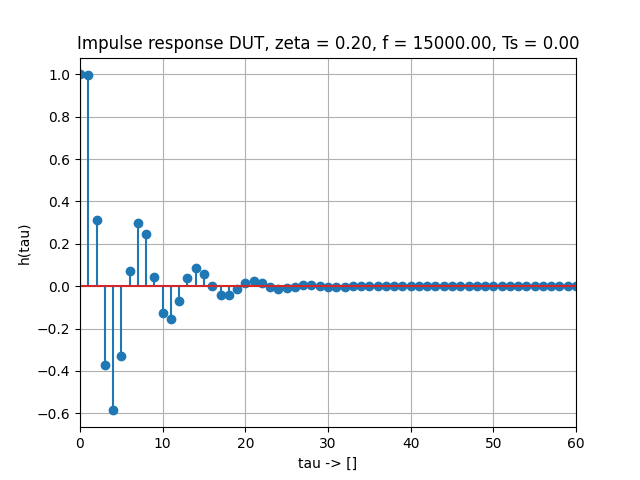 Impulse response DUT, zeta = 0.20, f = 15000.00, Ts = 0.00
1.0
0.8
0.6
0.4
0.2
0.0
−0.2
−0.4
−0.6
h(tau)
0 10 20 30 40 50 60
tau -> []